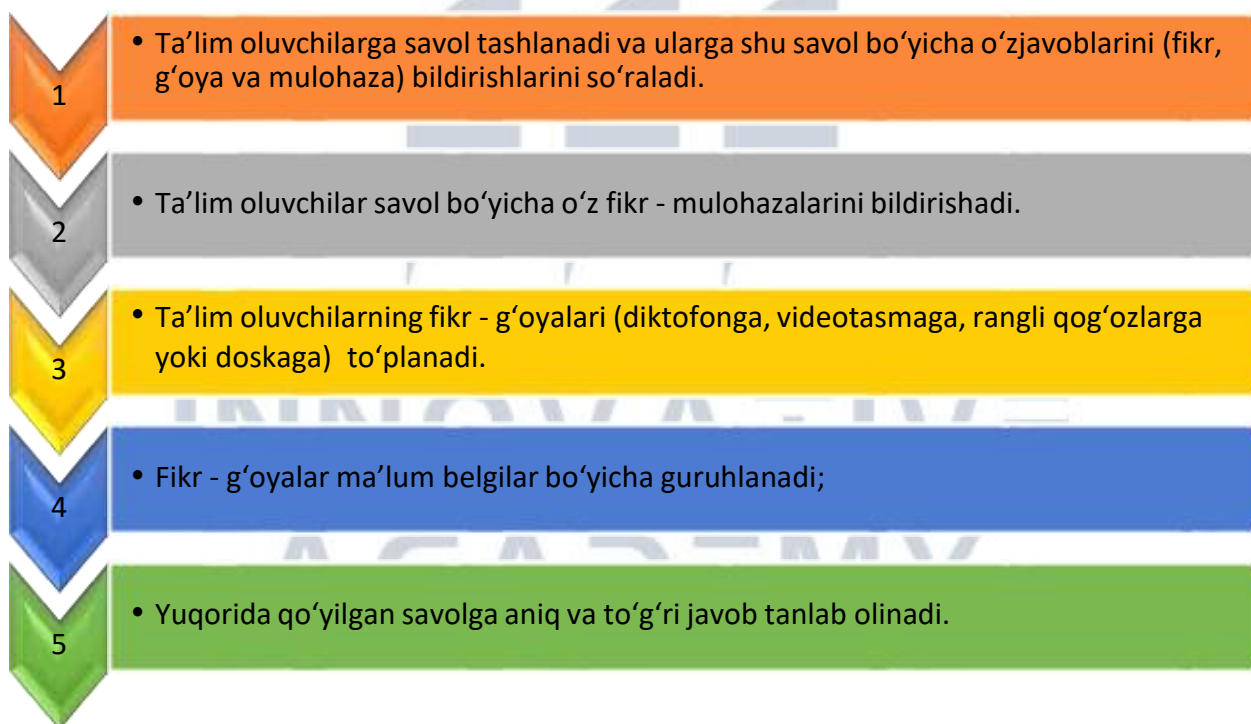 1
• Ta’lim oluvchilarga savol tashlanadi va ularga shu savol bo‘yicha o‘zjavoblarini (fikr,
g‘oya va mulohaza) bildirishlarini so‘raladi.
2
• Ta’lim oluvchilar savol bo‘yicha o‘z fikr - mulohazalarini bildirishadi.
3
• Ta’lim oluvchilarning fikr - g‘oyalari (diktofonga, videotasmaga, rangli qog‘ozlarga
yoki doskaga) to‘planadi.
INNOVATIVE
4
• Fikr - g‘oyalar ma’lum belgilar bo‘yicha guruhlanadi;
ACADEMY
5
• Yuqorida qo‘yilgan savolga aniq va to‘g‘ri javob tanlab olinadi.